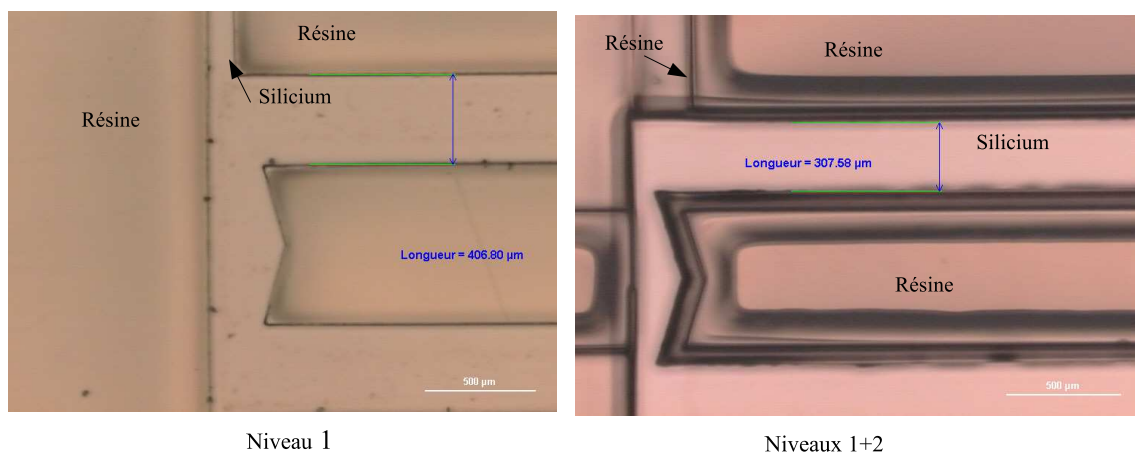 Résine
Silicium
Résine
Longueur = 406.80 µm
500 µm
Niveau 1
Résine
Résine
Silicium
Longueur = 307.58 µm
Résine
500 µm
Niveaux 1+2